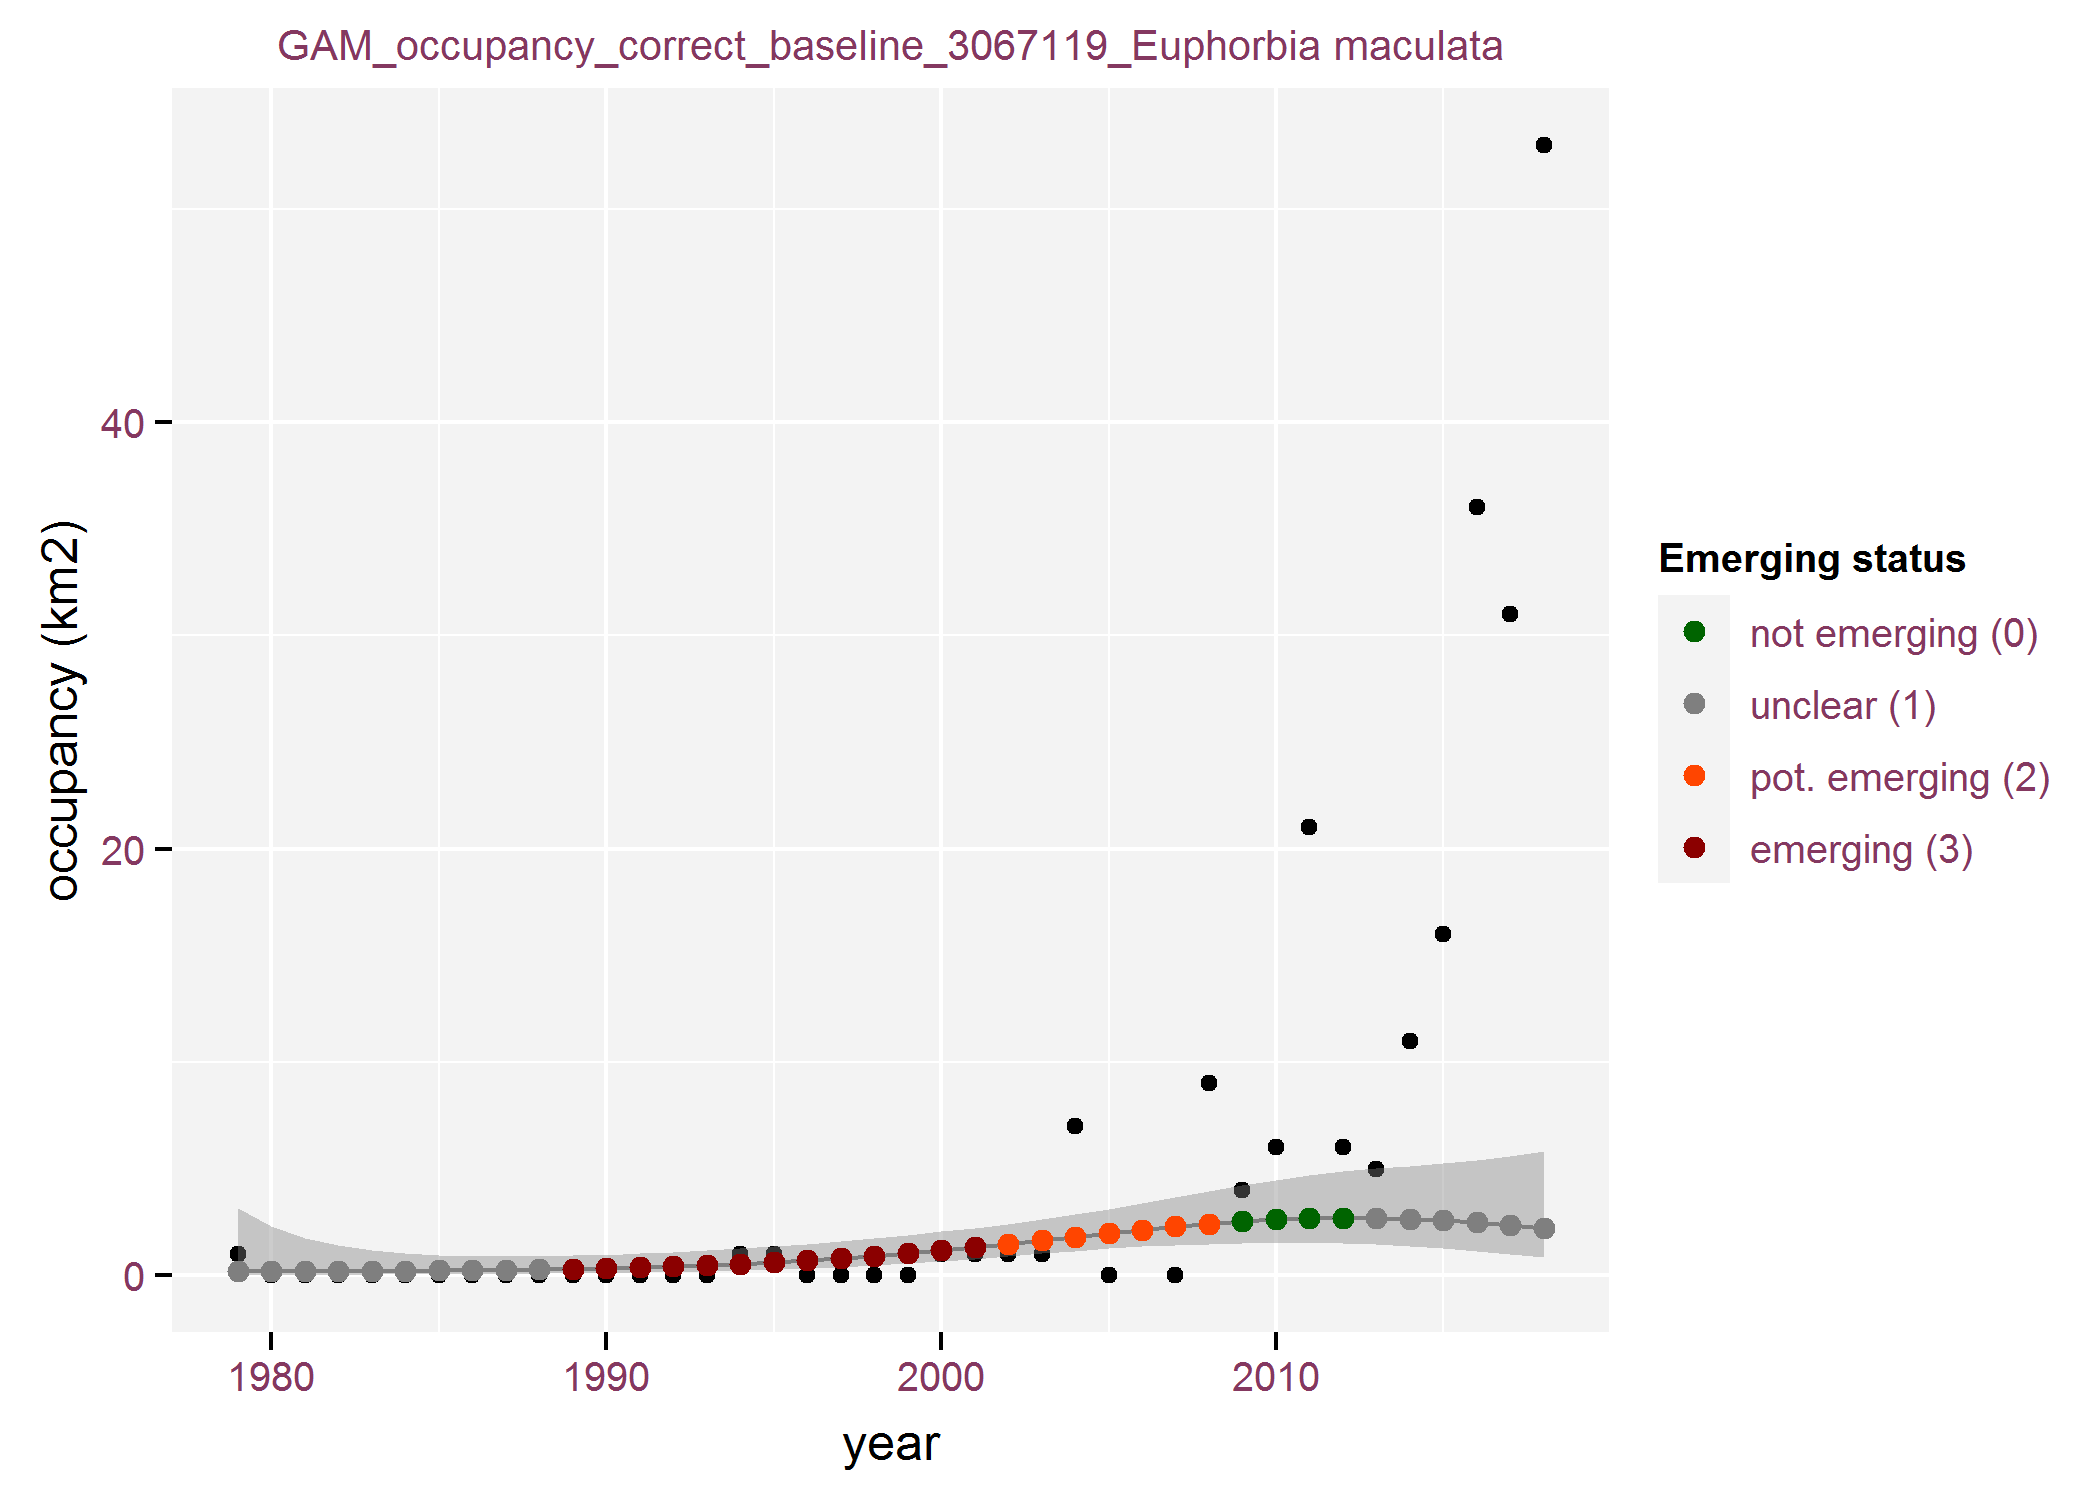 GAM_occupancy_correct_baseline_3067119_Euphorbia maculata
occupancy (km2)
40
20
0
1980
1990
2000
2010
year
Emerging status
not emerging (0)
unclear (1)
pot. emerging (2)
emerging (3)